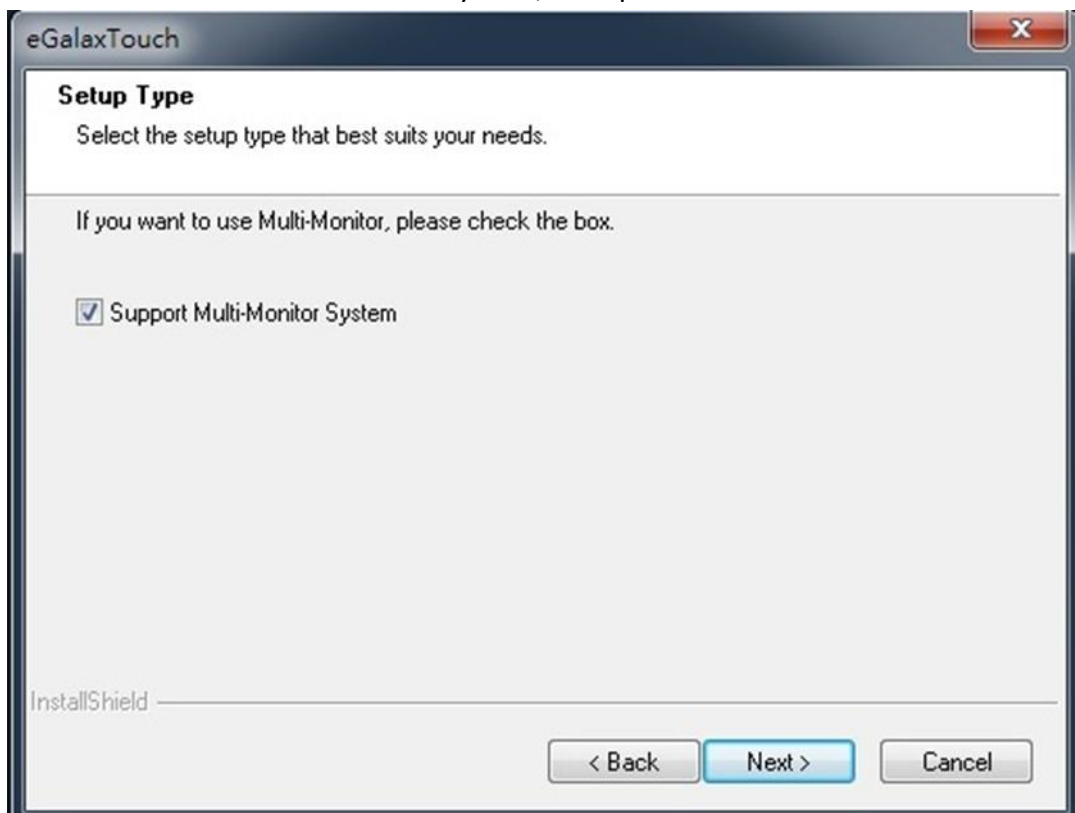 eGalaxTouch
Setup Type
Select the setup type that best suits your needs.
If you want to use Multi-Monitor, please check the box.
Support Multi-Monitor System
InstallShield
< Back Next > Cancel